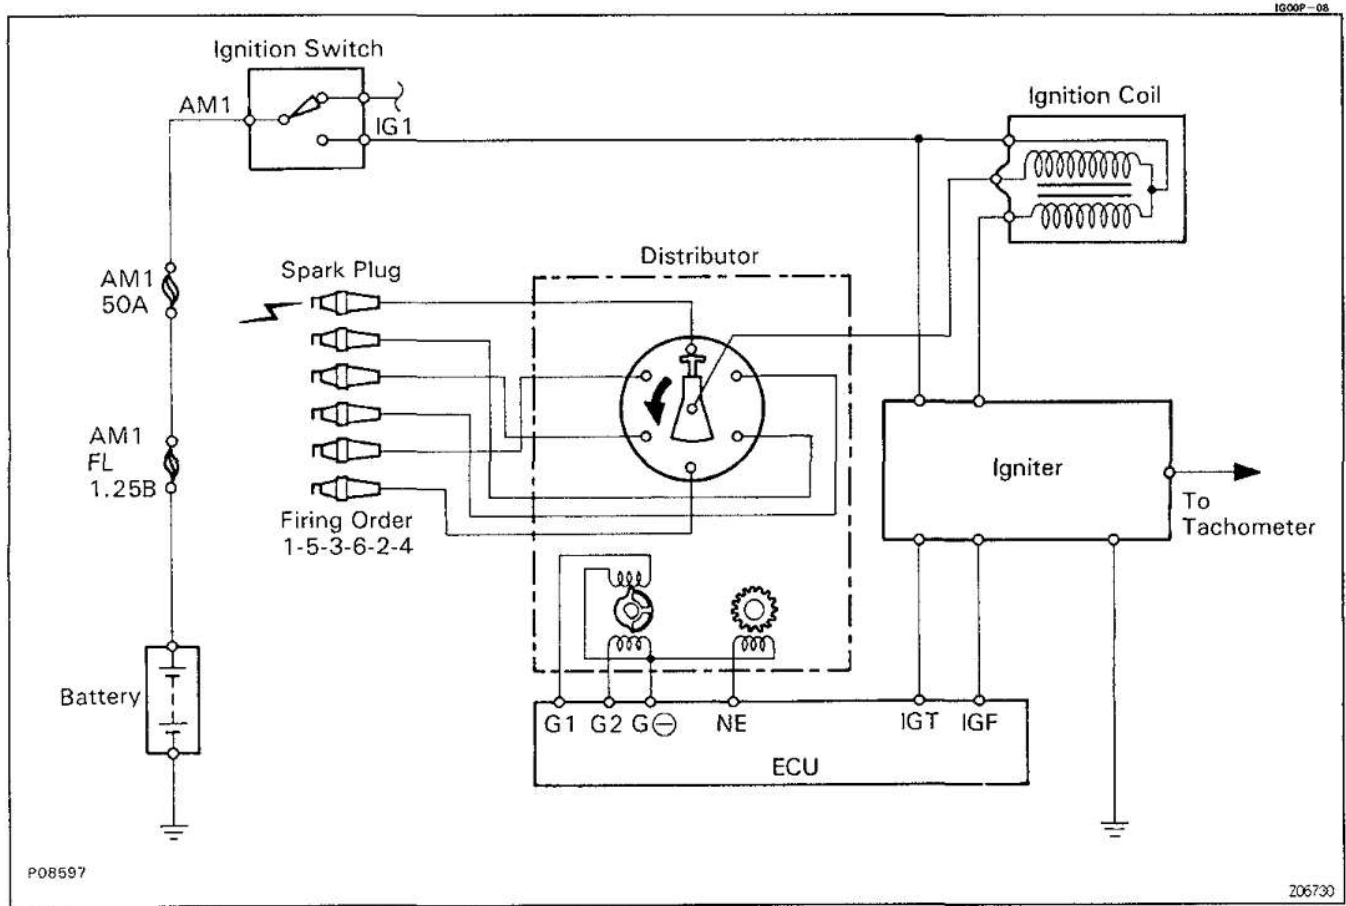 IG00P-08
Ignition Switch
AM1
IG1
Ignition Coil
Distributor
Spark Plug
AM1
50A
AM1
FL
1.25B
Firing Order
1-5-3-6-2-4
Igniter
To
Tachometer
Battery
G1 G2 G⊖ NE IGT IGF
ECU
P08597
Z06730